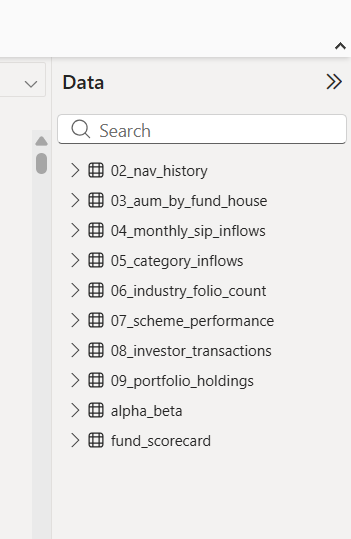 Data
Search
02_nav_history
03_aum_by_fund_house
04_monthly_sip_inflows
05_category_inflows
06_industry_folio_count
07_scheme_performance
08_investor_transactions
09_portfolio_holdings
alpha_beta
fund_scorecard